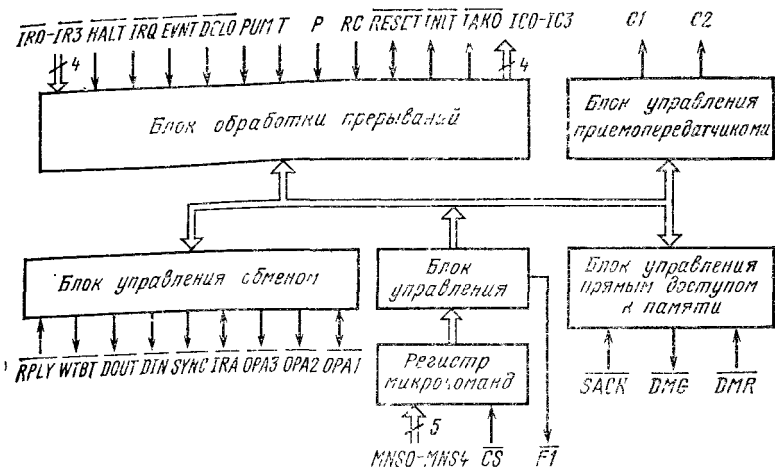 IRO-IR3 HALT IRQ EVNT DCLO PUM T P RC RESET INIT IAKO ICO-IC3 C1 C2
4 4
Блок обработки прерываний
Блок управления
приемопередатчиками
Блок управления обменом
Блок
управления
Блок управления
прямым доступом
к памяти
Регистр
микрокоманд
RPLY WTBT DOUT DIN SYNC IRA OPA3 OPA2 OPA1
SACK DMG DMR
5
MNS0-MNS4 CS F1